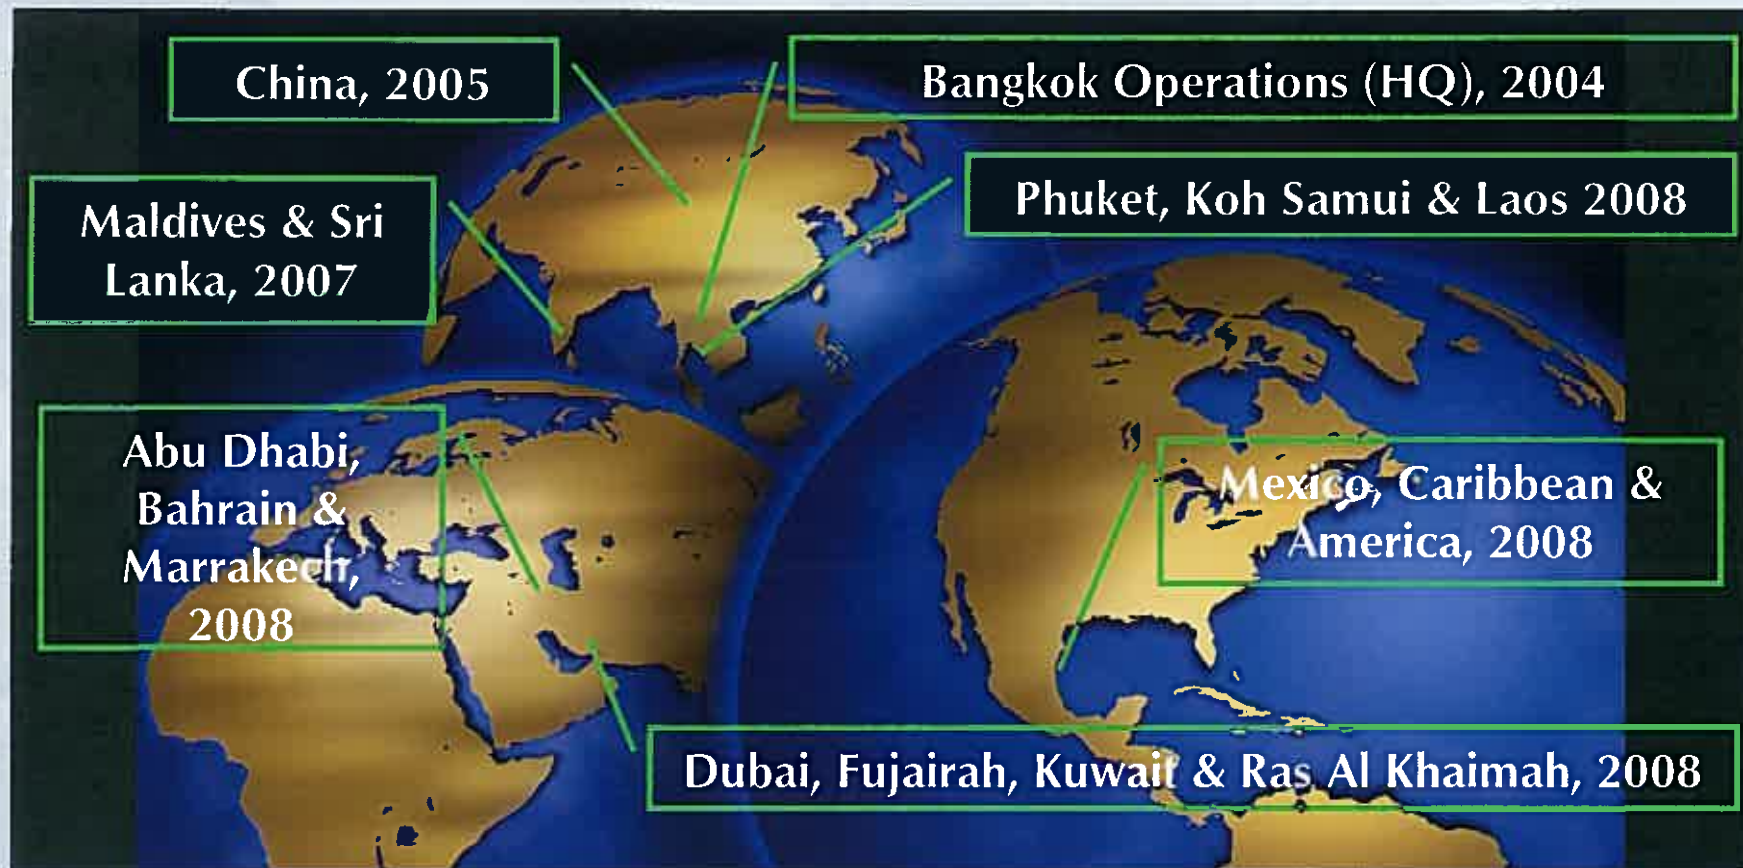 China, 2005
Bangkok Operations (HQ), 2004
Maldives & Sri
Lanka, 2007
Phuket, Koh Samui & Laos 2008
Abu Dhabi,
Bahrain &
Marrakech,
2008
Mexico, Caribbean &
America, 2008
Dubai, Fujairah, Kuwait & Ras Al Khaimah, 2008